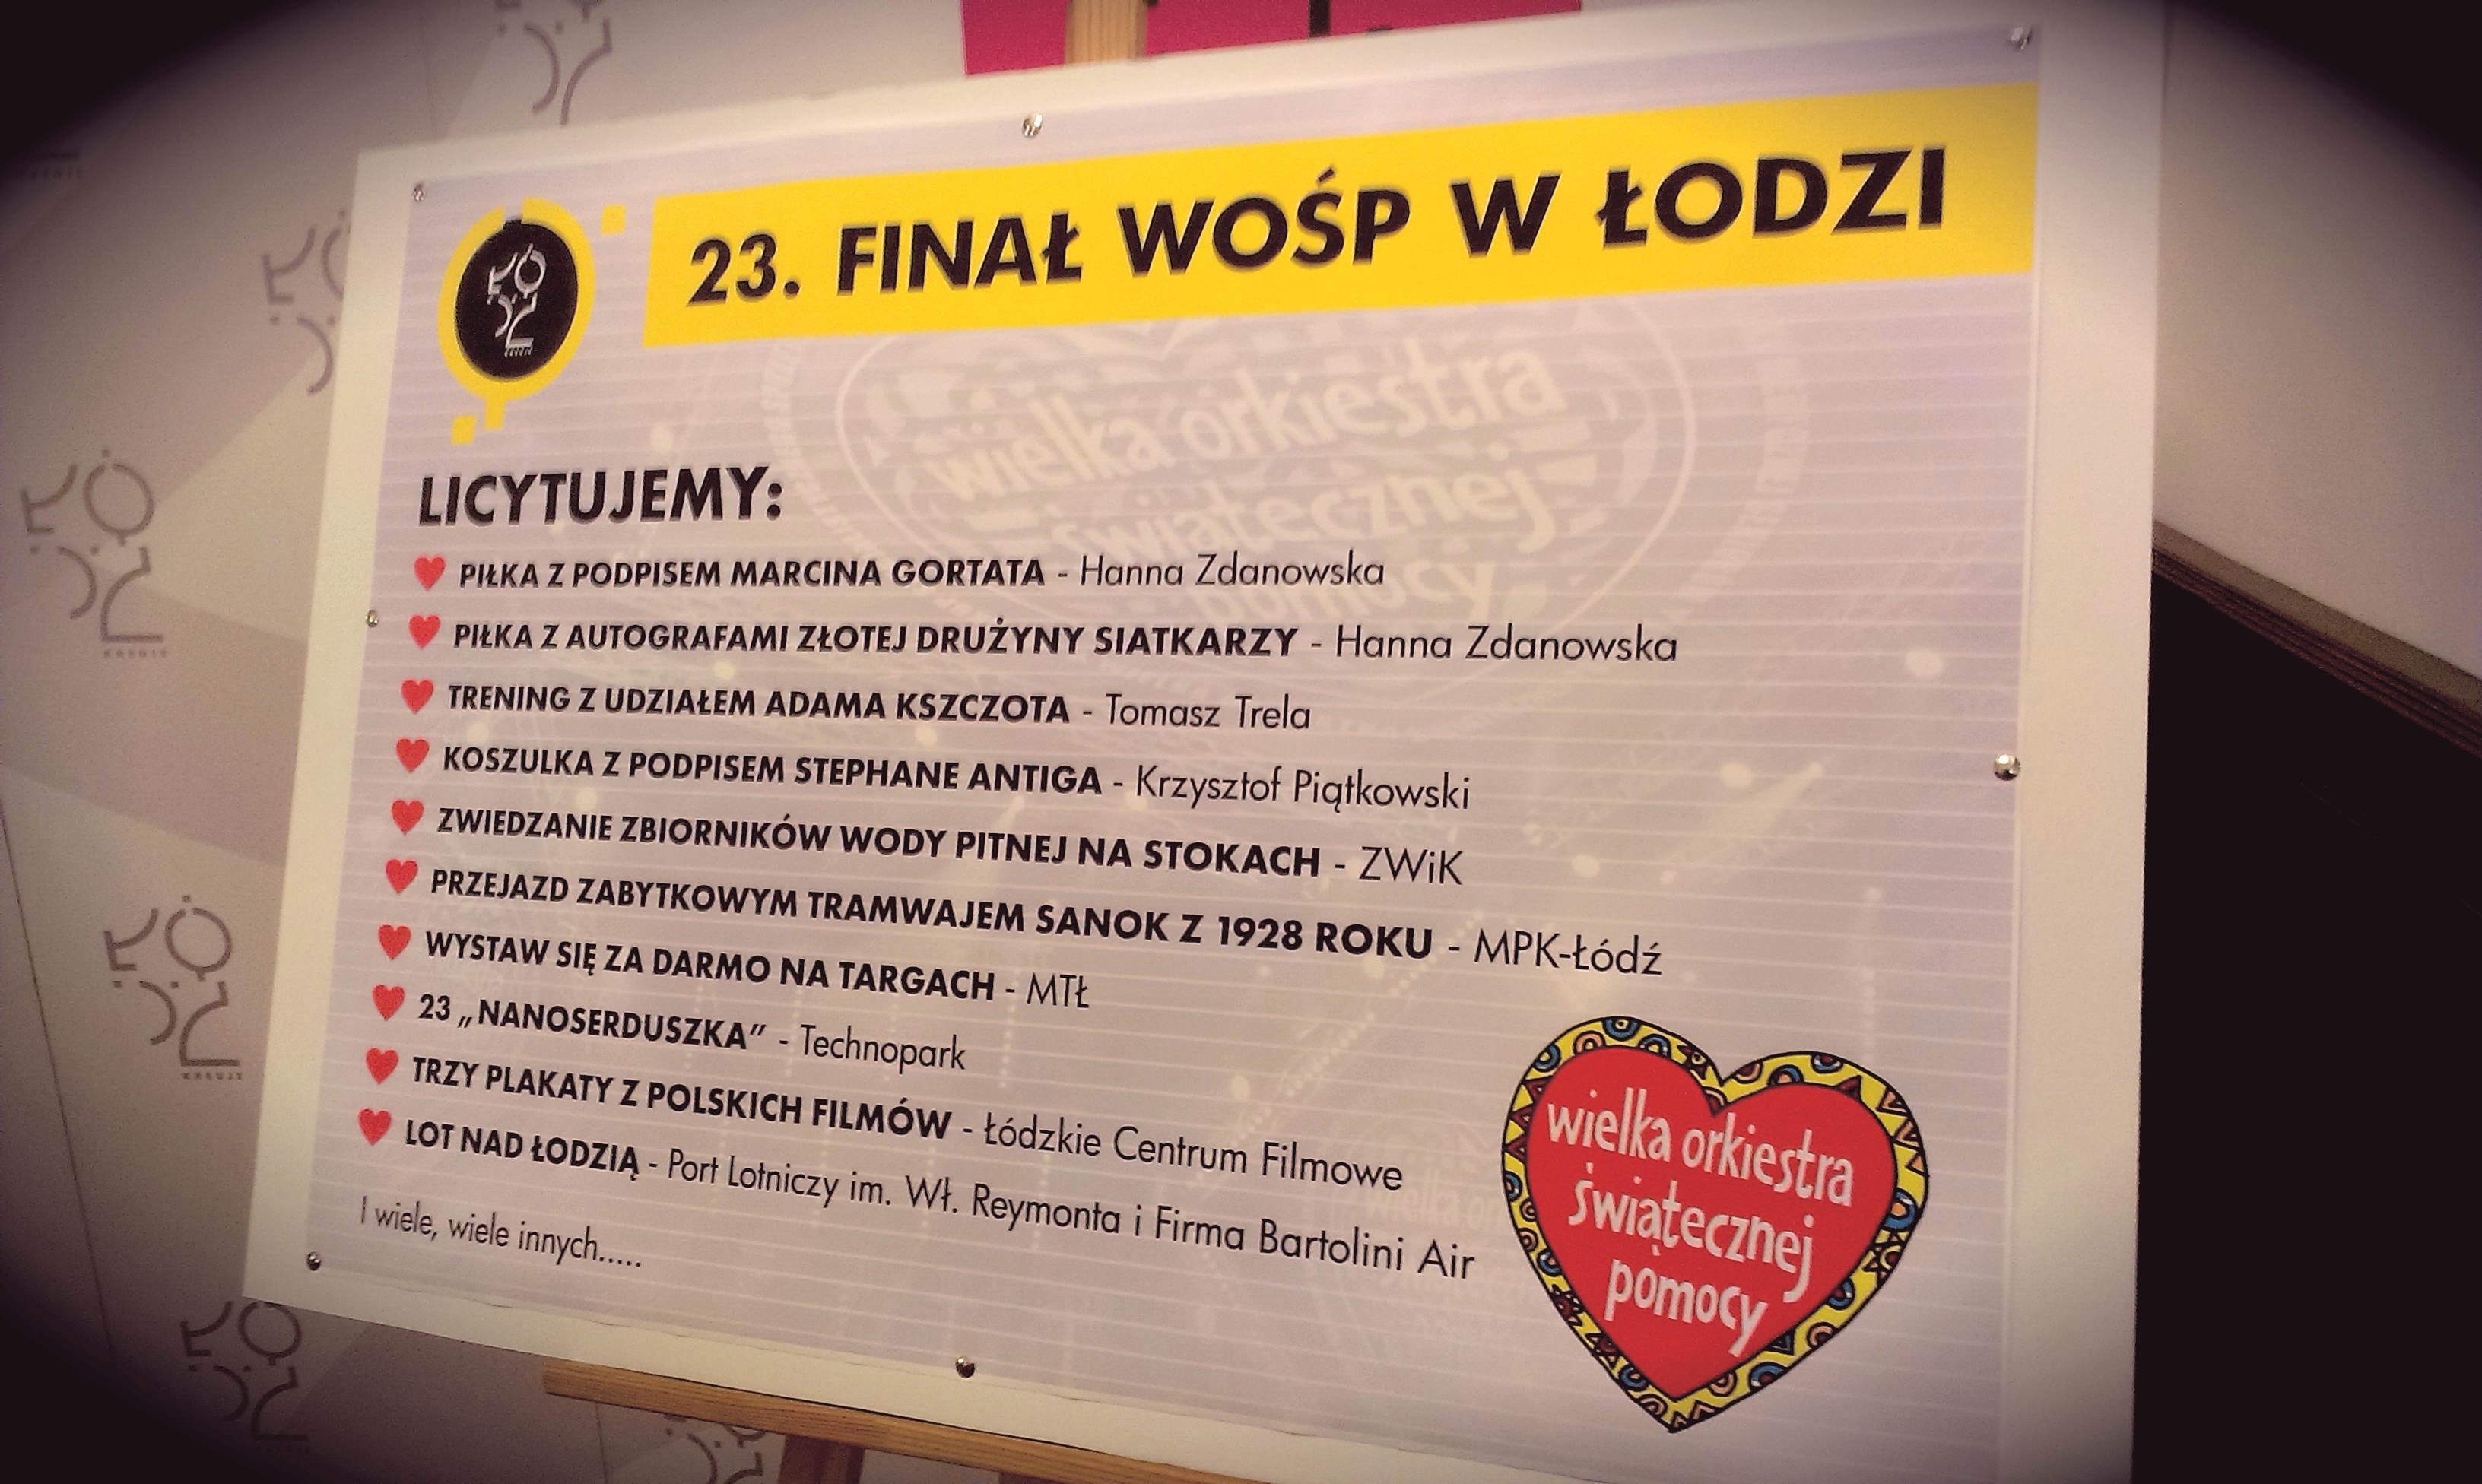 23. FINAŁ WOŚP W ŁODZI
wielka orkiestra
świątecznej
pomocy
LICYTUJEMY:
PIŁKA Z PODPISEM MARCINA GORTATA - Hanna Zdanowska
PIŁKA Z AUTOGRAFAMI ZŁOTEJ DRUŻYNY SIATKARZY - Hanna Zdanowska
TRENING Z UDZIAŁEM ADAMA KSZCZOTA - Tomasz Trela
KOSZULKA Z PODPISEM STEPHANE ANTIGA - Krzysztof Piątkowski
ZWIEDZANIE ZBIORNIKÓW WODY PITNEJ NA STOKACH - ZWiK
PRZEJAZD ZABYTKOWYM TRAMWAJEM SANOK Z 1928 ROKU - MPK-Łódź
WYSTAW SIĘ ZA DARMO NA TARGACH - MTŁ
23 „NANOSERDUSZKA” - Technopark
TRZY PLAKATY Z POLSKICH FILMÓW - Łódzkie Centrum Filmowe
LOT NAD ŁODZIĄ - Port Lotniczy im. Wł. Reymonta i Firma Bartolini Air
I wiele, wiele innych.....
wielka orkiestra
świątecznej
pomocy